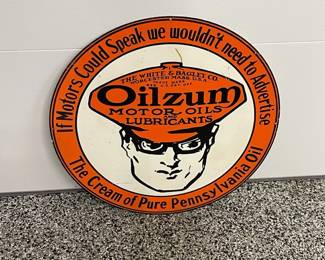 If Motors Could Speak we wouldn't need to Advertise
THE WHITE & BAGLEY CO.
WORCESTER, MASS. U.S.A.
Oilzum
MOTOR OILS
&
LUBRICANTS
The Cream of Pure Pennsylvania Oil